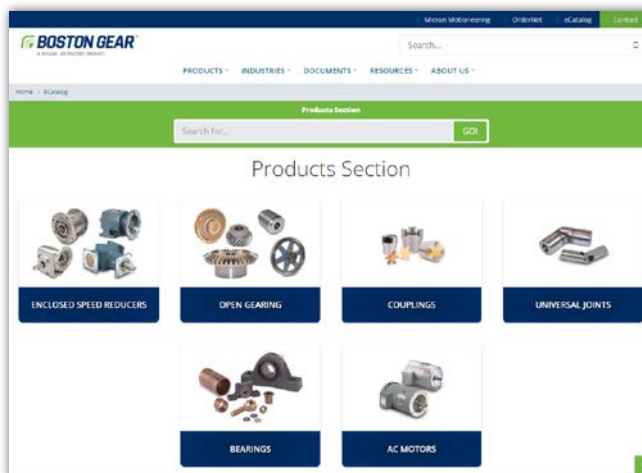 Micron Motioneering OrderNet eCatalog Contact
BOSTON GEAR
Search...
PRODUCTS INDUSTRIES DOCUMENTS RESOURCES ABOUT US
Home eCatalog
Products Section
Search for... GO!
Products Section
ENCLOSED SPEED REDUCERS OPEN GEARING COUPLINGS UNIVERSAL JOINTS
BEARINGS AC MOTORS